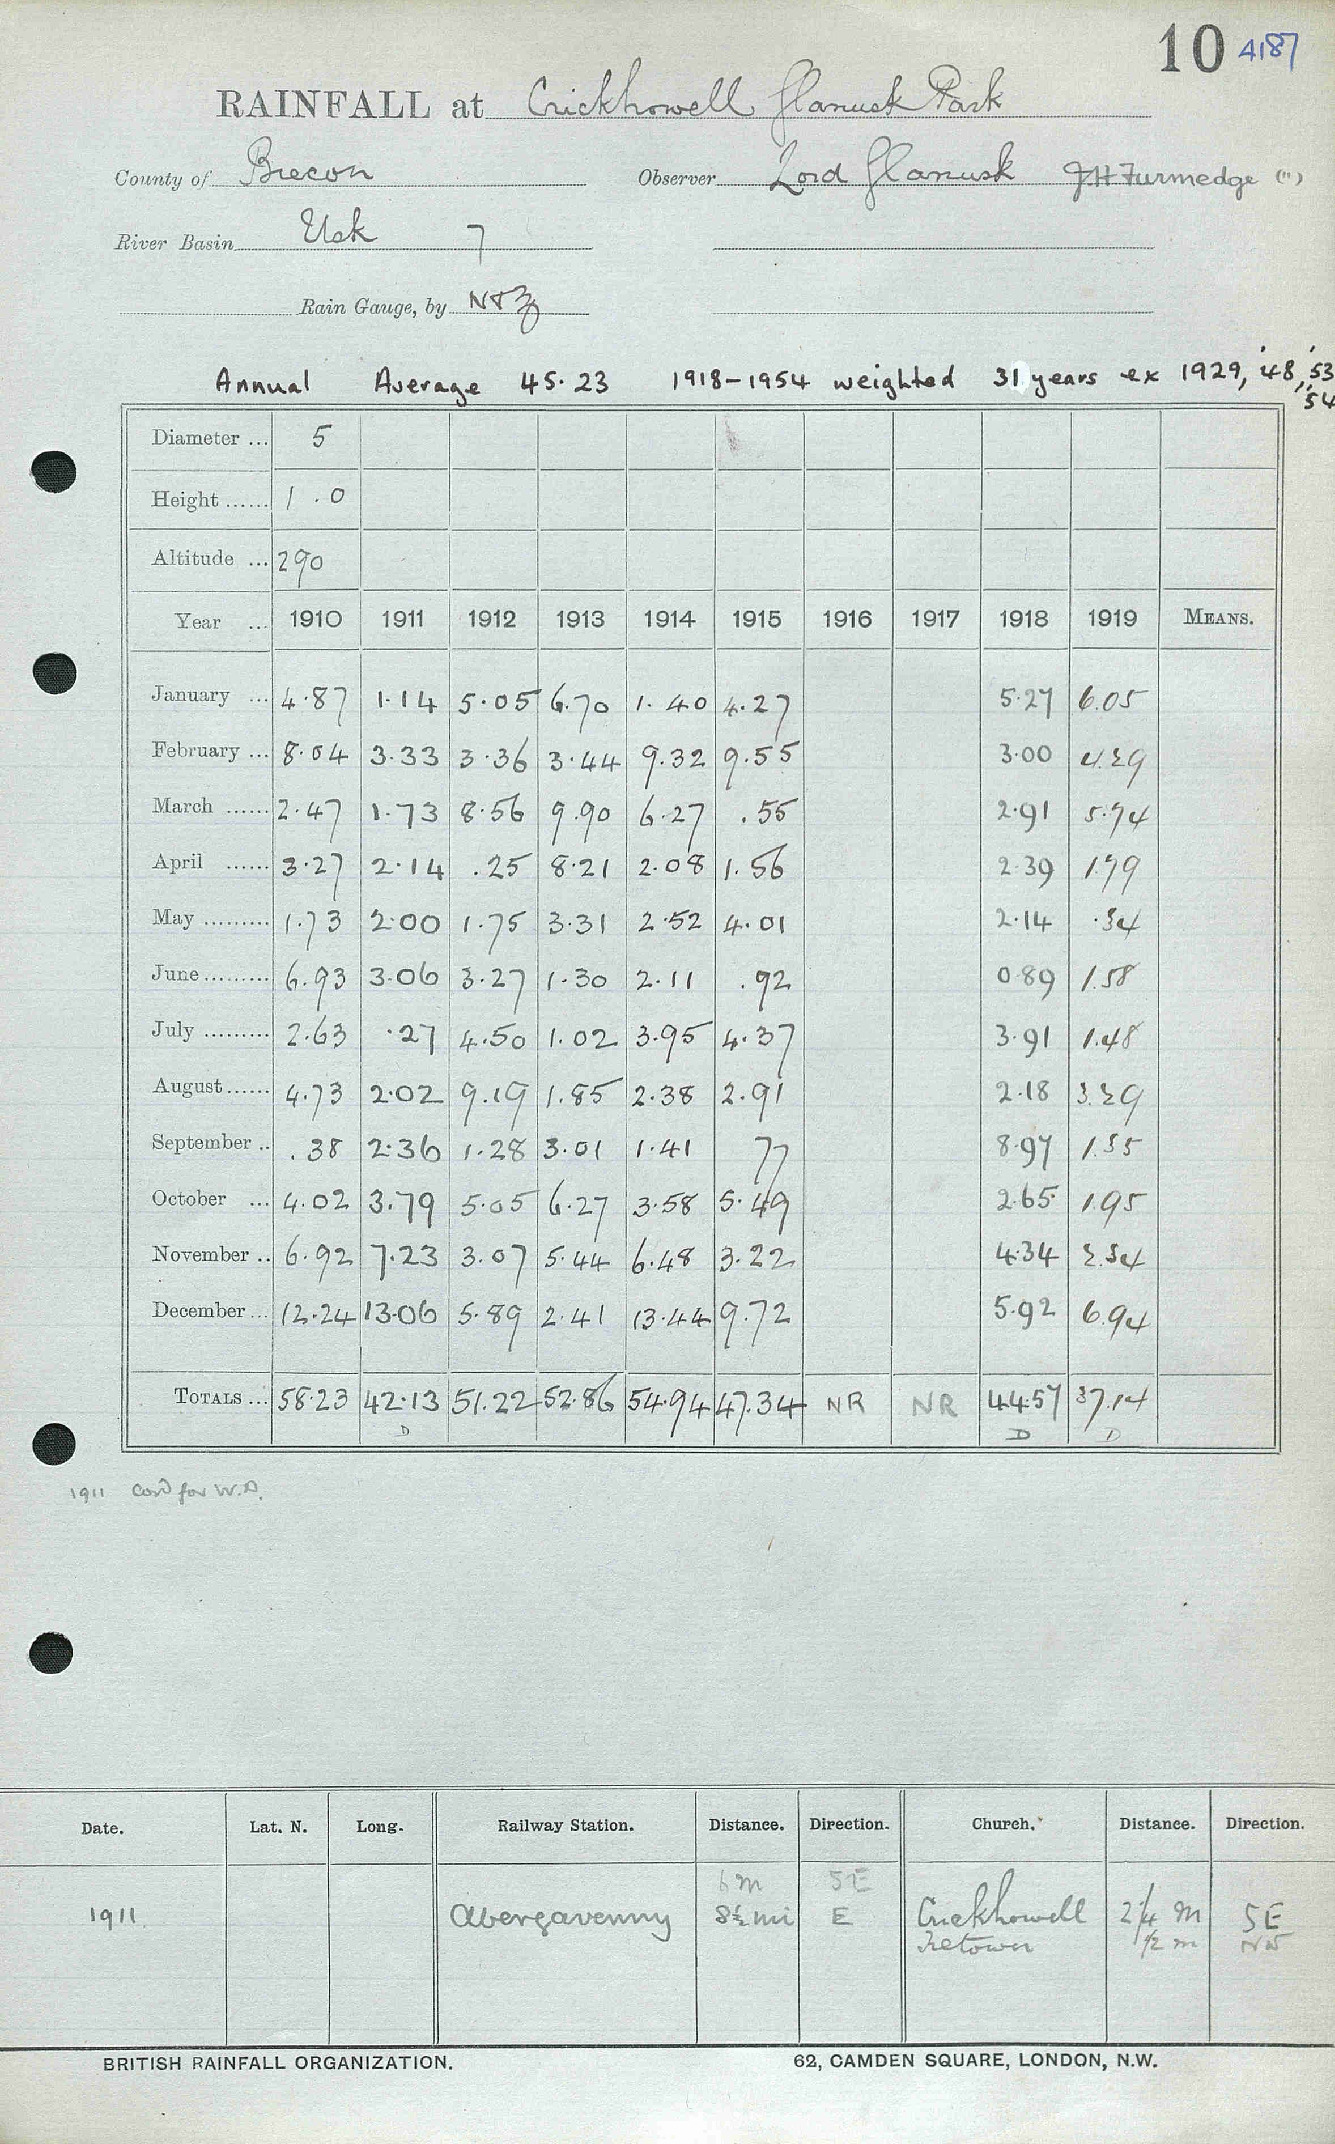 10 4187
RAINFALL at Crickhowell Glanusk Park
County of Brecon Observer Lord Glanusk J.H Furmedge (")
River Basin Usk 7
Rain Gauge, by N & Z
Annual Average 45.23 1918-1954 weighted 31 years ex 1929, '48, '53, '54
Diameter ... 5
Height ...... 1.0
Altitude ... 290
Year ... 1910 1911 1912 1913 1914 1915 1916 1917 1918 1919 MEANS.
January ... 4.87 1.14 5.05 6.70 1.40 4.27 5.27 6.05
February ... 8.04 3.33 3.36 3.44 9.32 9.55 3.00 4.29
March ...... 2.47 1.73 8.56 9.90 6.27 .55 2.91 5.74
April ...... 3.27 2.14 .25 8.21 2.08 1.56 2.39 1.79
May ......... 1.73 2.00 1.75 3.31 2.52 4.01 2.14 .34
June ......... 6.93 3.06 3.27 1.30 2.11 .92 0.89 1.58
July ......... 2.63 .27 4.50 1.02 3.95 4.37 3.91 1.48
August ...... 4.73 2.02 9.19 1.85 2.38 2.91 2.18 3.29
September .. .38 2.36 1.28 3.01 1.41 77 8.97 1.35
October ... 4.02 3.79 5.05 6.27 3.58 5.49 2.65 1.95
November .. 6.92 7.23 3.07 5.44 6.48 3.22 4.34 2.34
December ... 12.24 13.06 5.89 2.41 13.44 9.72 5.92 6.94
TOTALS ... 58.23 42.13 51.22 52.86 54.94 47.34 NR NR 44.57 37.14
D D D
1911 Cord for W.D.
Date. Lat. N. Long. Railway Station. Distance. Direction. Church. Distance. Direction.
6 m SE
1911 Abergavenny 8½ mi E Crickhowell 2¼ m SE
Tretower ½ m NW
BRITISH RAINFALL ORGANIZATION. 62, CAMDEN SQUARE, LONDON, N.W.